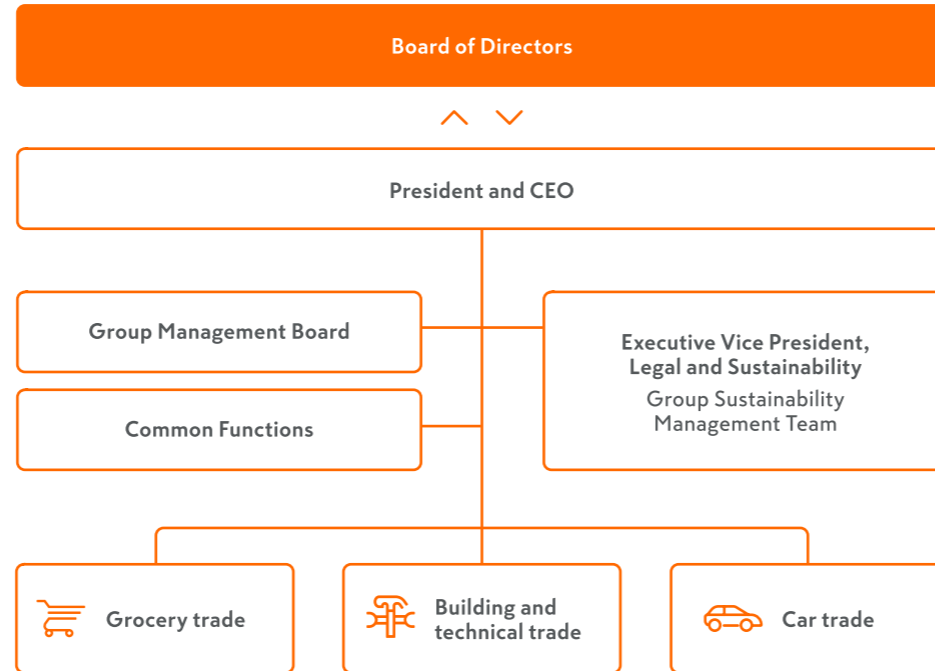 Board of Directors
President and CEO
Group Management Board
Common Functions
Executive Vice President,
Legal and Sustainability
Group Sustainability
Management Team
Grocery trade
Building and
technical trade
Car trade